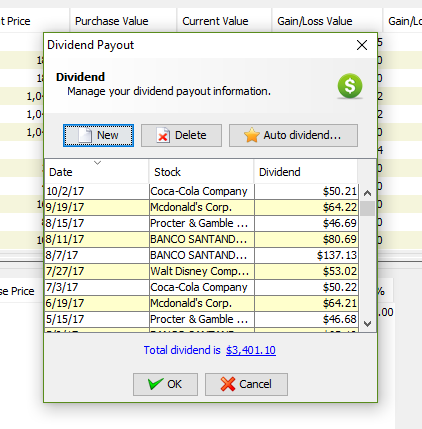 t Price Purchase Value Current Value Gain/Loss Value Gain/Lo
Dividend Payout
Dividend
Manage your dividend payout information.
New Delete Auto dividend...
Date Stock Dividend
10/2/17 Coca-Cola Company $50.21
9/19/17 Mcdonald's Corp. $64.22
8/15/17 Procter & Gamble ... $46.69
8/11/17 BANCO SANTAND... $80.69
8/7/17 BANCO SANTAND... $137.13
7/27/17 Walt Disney Comp... $53.02
7/3/17 Coca-Cola Company $50.22
6/19/17 Mcdonald's Corp. $64.21
5/15/17 Procter & Gamble ... $46.68
se Price %
.00
Total dividend is $3,401.10
OK Cancel